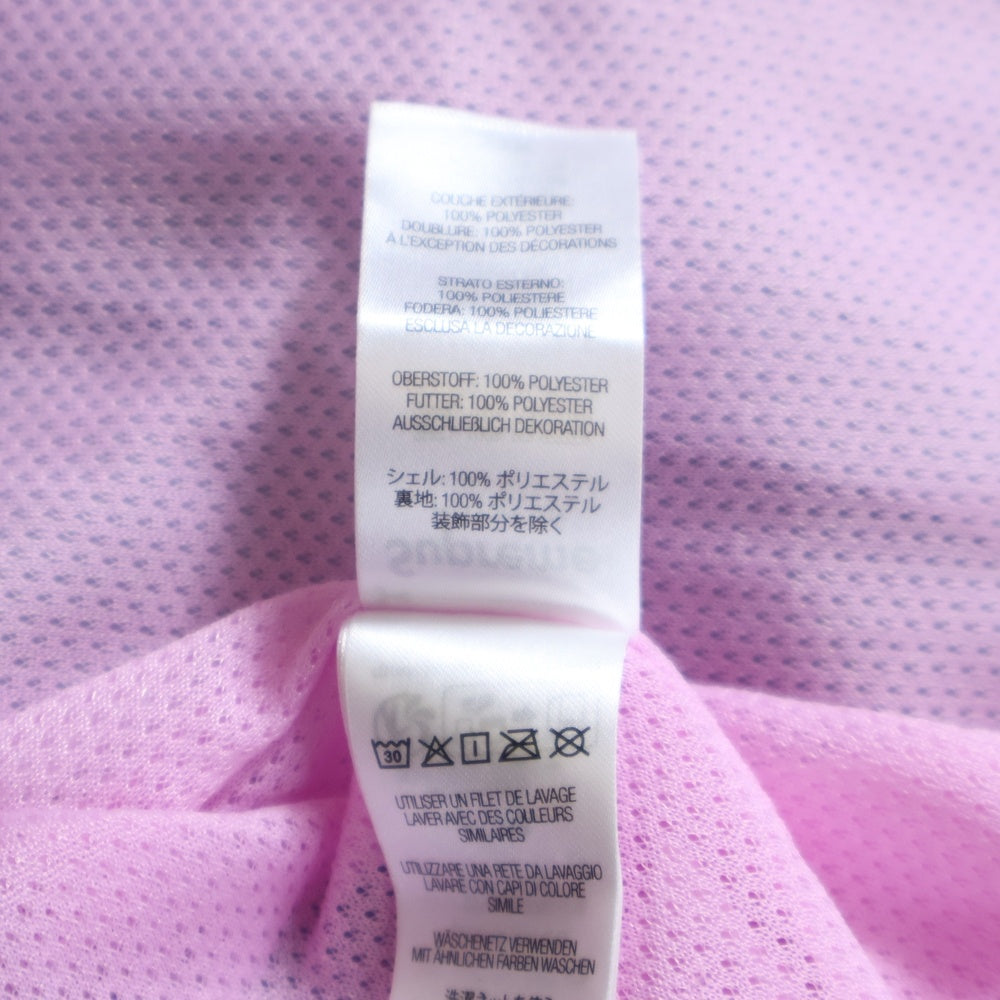 COUCHE EXTÉRIEURE:
100% POLYESTER
DOUBLURE: 100% POLYESTER
À L'EXCEPTION DES DÉCORATIONS
STRATO ESTERNO:
100% POLIESTERE
FODERA: 100% POLIESTERE
ESCLUSA LA DECORAZIONE
OBERSTOFF: 100% POLYESTER
FUTTER: 100% POLYESTER
AUSSCHLIEßLICH DEKORATION
シェル: 100% ポリエステル
裏地: 100% ポリエステル
装飾部分を除く
Supreme
30
UTILISER UN FILET DE LAVAGE
LAVER AVEC DES COULEURS
SIMILAIRES
UTILIZZARE UNA RETE DA LAVAGGIO
LAVARE CON CAPI DI COLORE
SIMILE
WÄSCHENETZ VERWENDEN
MIT ÄHNLICHEN FARBEN WASCHEN